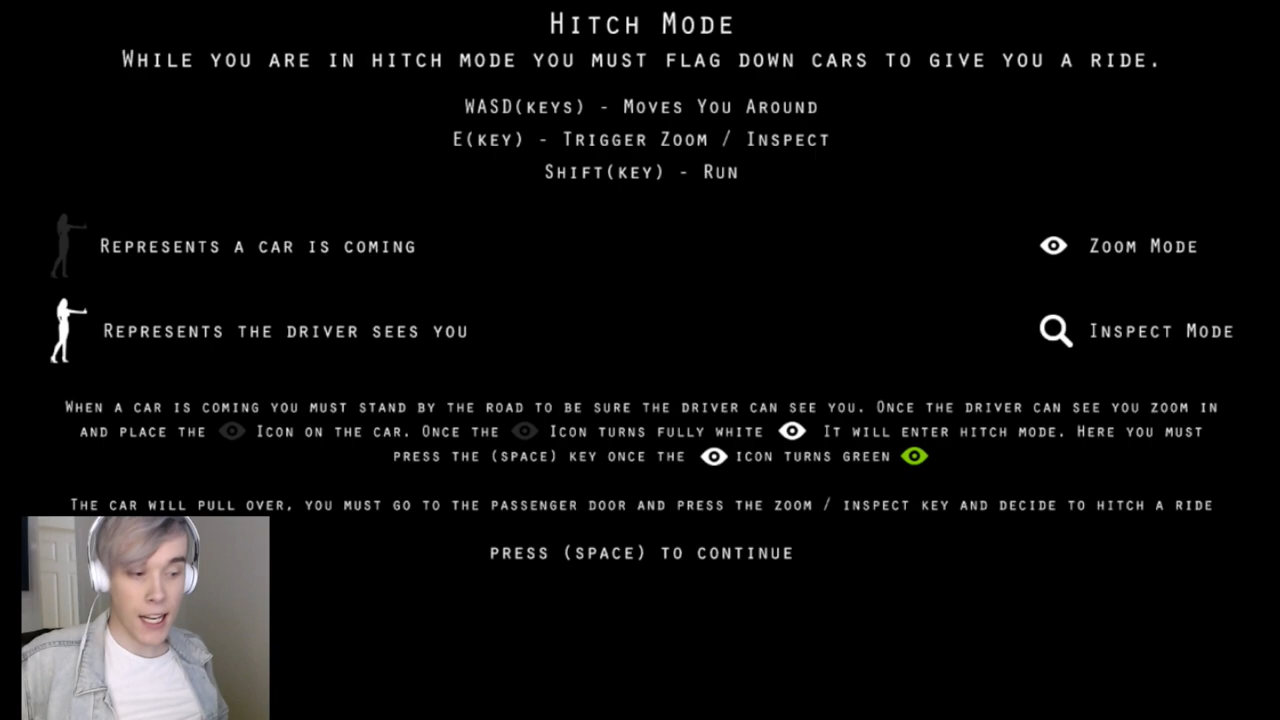 Hitch Mode
While you are in hitch mode you must flag down cars to give you a ride.
WASD(keys) - Moves You Around
E(key) - Trigger Zoom / Inspect
Shift(key) - Run
Represents a car is coming
Zoom Mode
Represents the driver sees you
Inspect Mode
When a car is coming you must stand by the road to be sure the driver can see you. Once the driver can see you zoom in
and place the Icon on the car. Once the Icon turns fully white It will enter hitch mode. Here you must
press the (space) key once the icon turns green
The car will pull over, you must go to the passenger door and press the zoom / inspect key and decide to hitch a ride
press (space) to continue